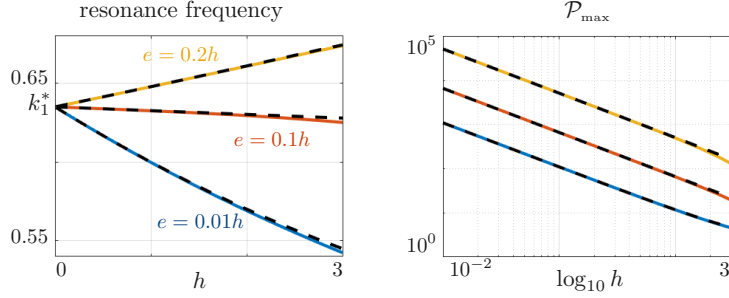 resonance frequency
0.65
k₁*
0.55
e = 0.2h
e = 0.1h
e = 0.01h
0
h
3
𝒫max
10⁵
10⁰
10⁻²
log₁₀ h
3